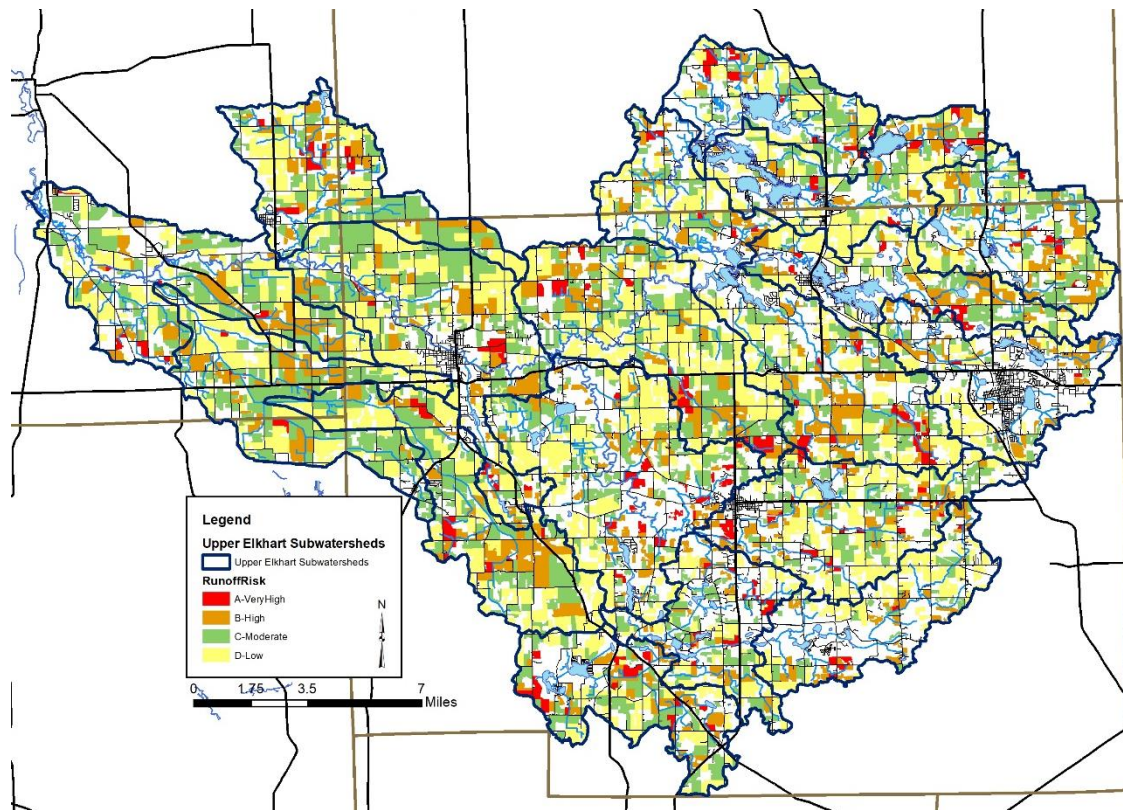 Legend
Upper Elkhart Subwatersheds
Upper Elkhart Subwatersheds
RunoffRisk
A-VeryHigh
B-High
C-Moderate
D-Low
N
0 1.75 3.5 7
Miles